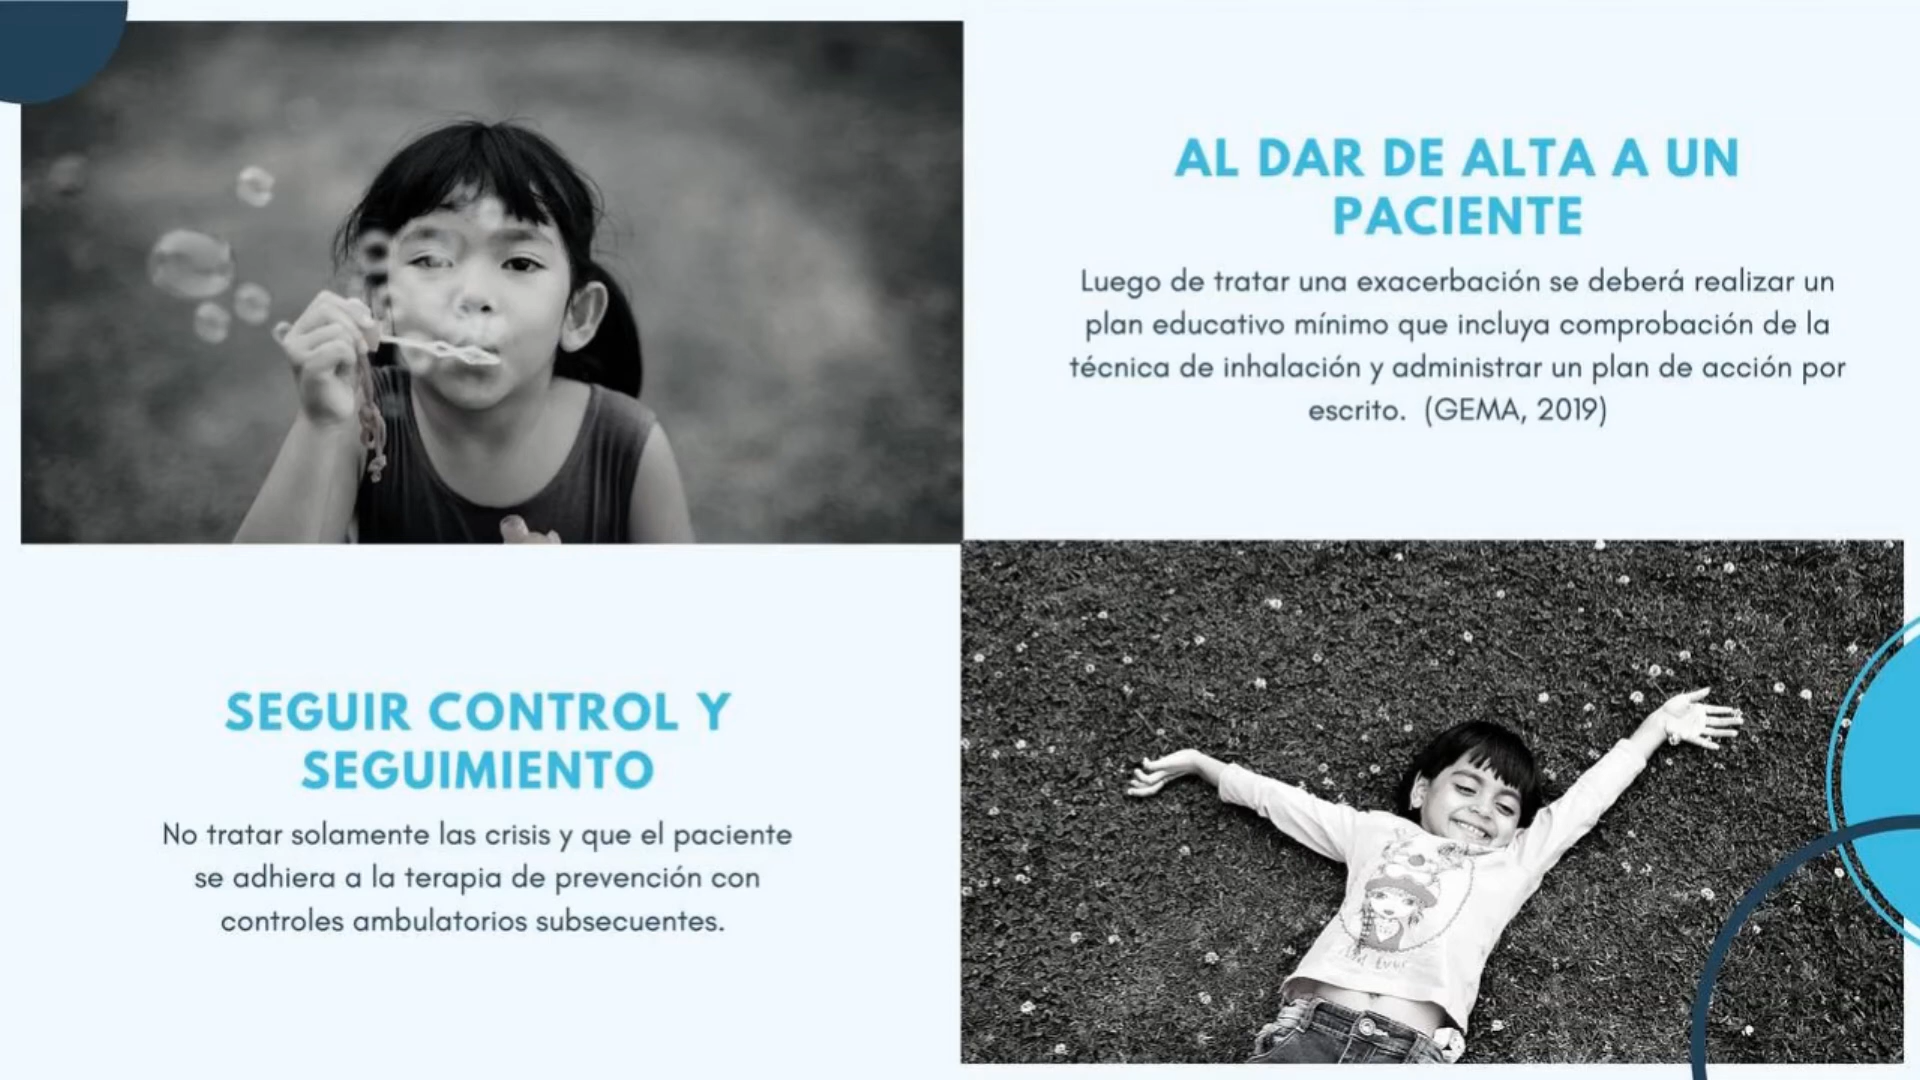 AL DAR DE ALTA A UN
PACIENTE
Luego de tratar una exacerbación se deberá realizar un
plan educativo mínimo que incluya comprobación de la
técnica de inhalación y administrar un plan de acción por
escrito. (GEMA, 2019)
SEGUIR CONTROL Y
SEGUIMIENTO
No tratar solamente las crisis y que el paciente
se adhiera a la terapia de prevención con
controles ambulatorios subsecuentes.